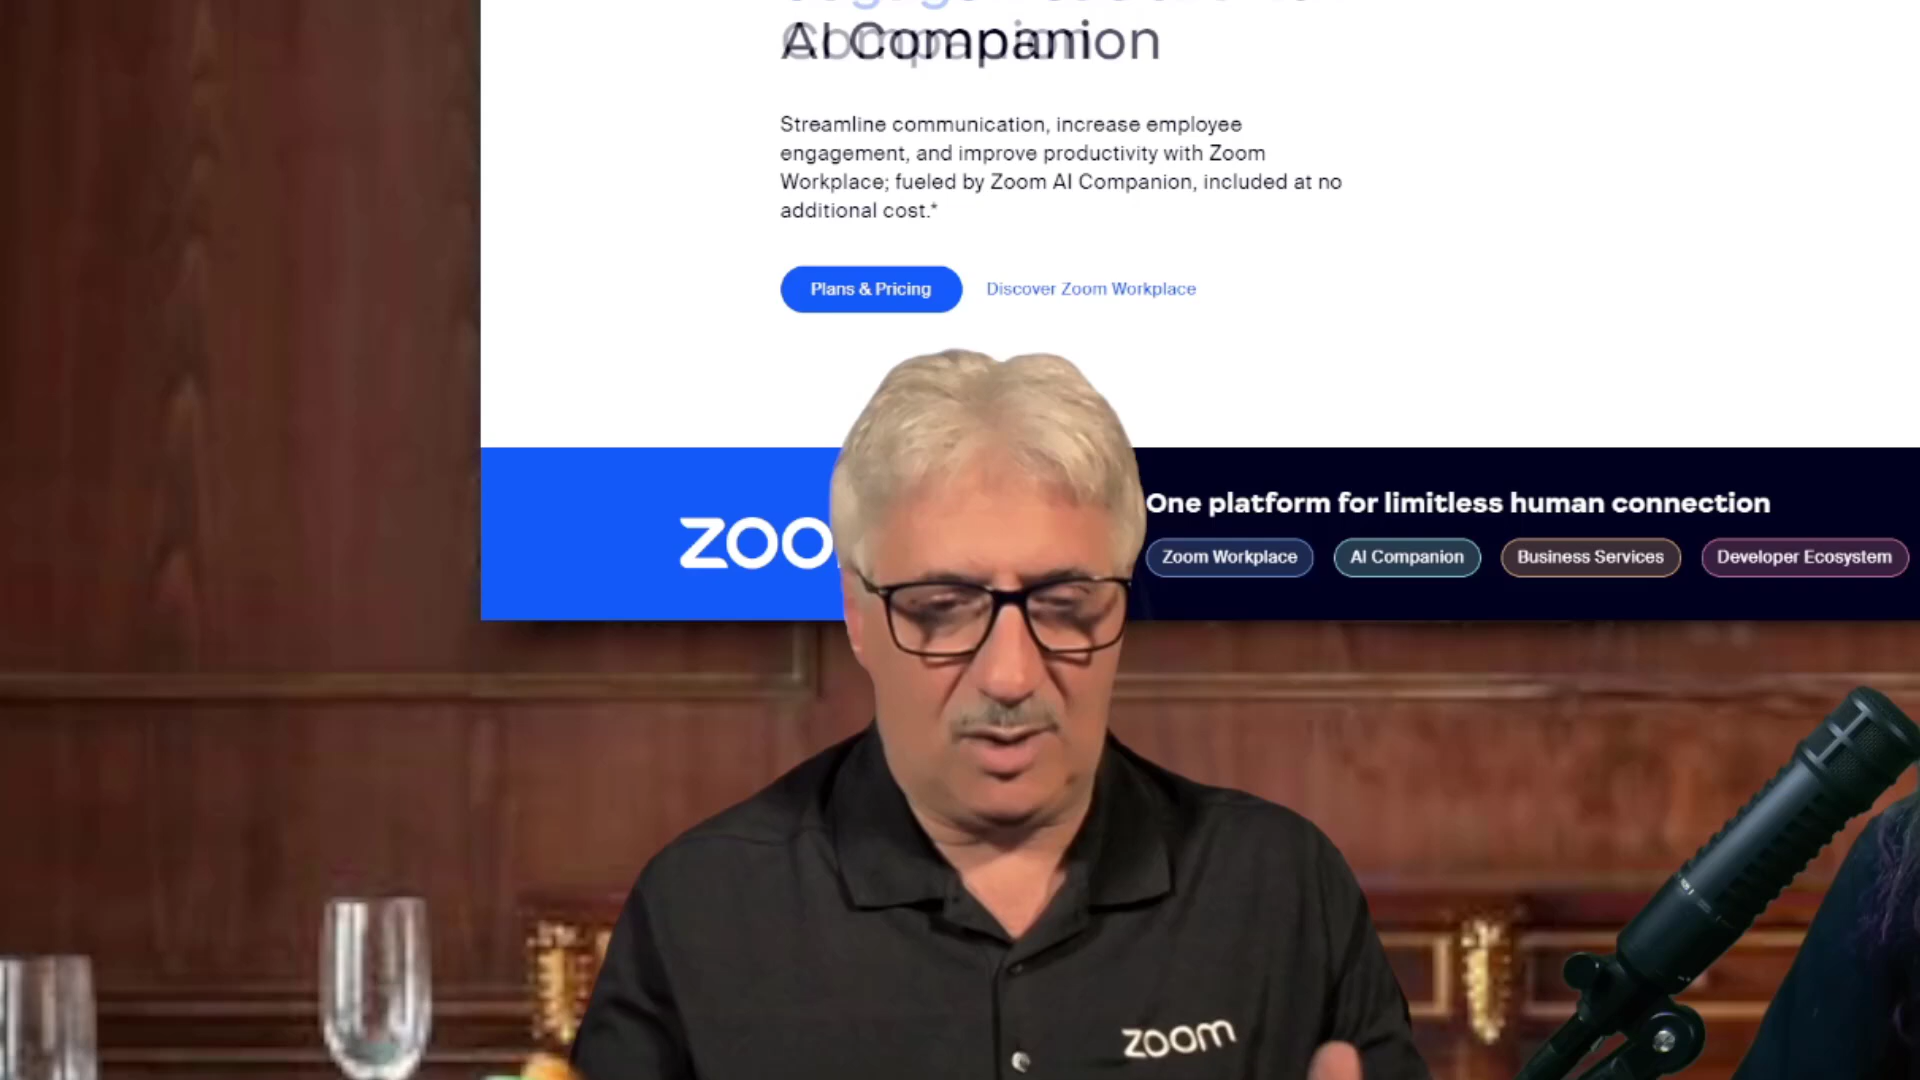 AI Companion
Streamline communication, increase employee
engagement, and improve productivity with Zoom
Workplace; fueled by Zoom AI Companion, included at no
additional cost.*
Plans & Pricing
Discover Zoom Workplace
zoo
One platform for limitless human connection
Zoom Workplace
AI Companion
Business Services
Developer Ecosystem
zoom